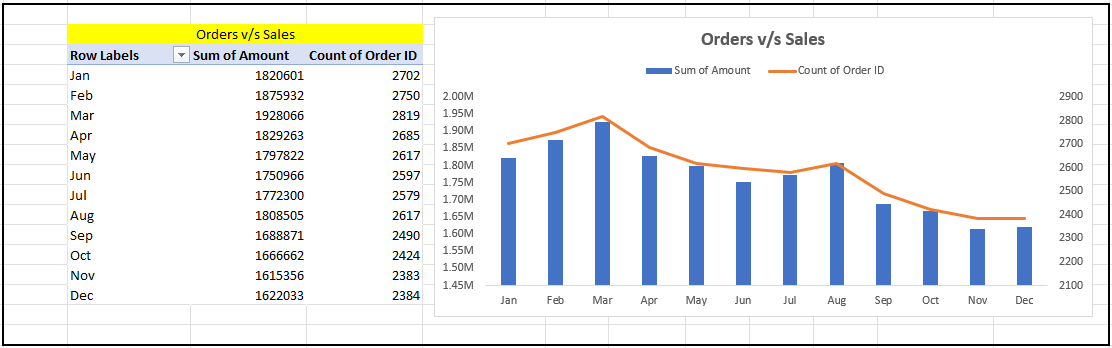 Orders v/s Sales
Row Labels Sum of Amount Count of Order ID
Jan 1820601 2702
Feb 1875932 2750
Mar 1928066 2819
Apr 1829263 2685
May 1797822 2617
Jun 1750966 2597
Jul 1772300 2579
Aug 1808505 2617
Sep 1688871 2490
Oct 1666662 2424
Nov 1615356 2383
Dec 1622033 2384
Orders v/s Sales
Sum of Amount Count of Order ID
2.00M 2900
1.95M 2800
1.90M
1.85M 2700
1.80M 2600
1.75M
1.70M 2500
1.65M 2400
1.60M 2300
1.55M
1.50M 2200
1.45M 2100
Jan Feb Mar Apr May Jun Jul Aug Sep Oct Nov Dec